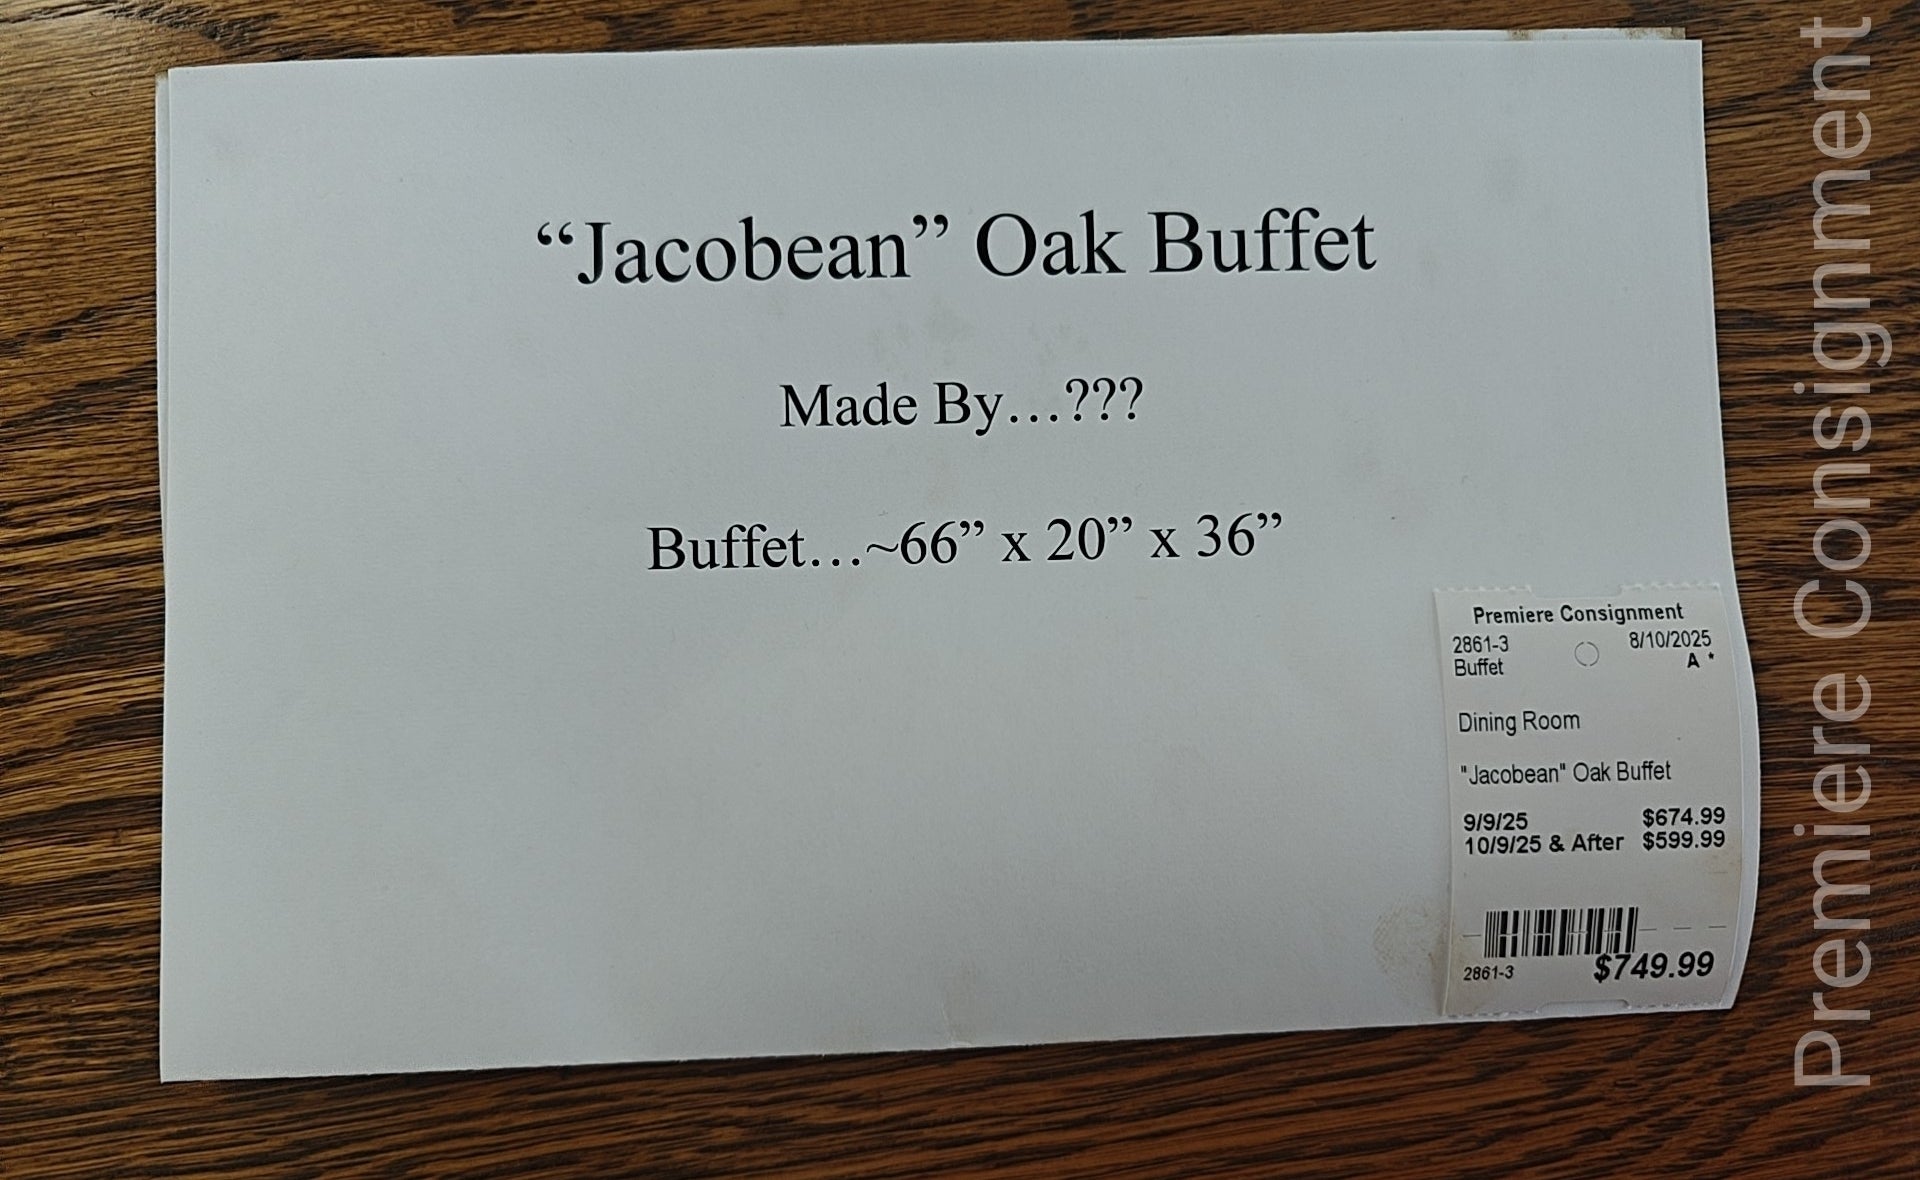 “Jacobean” Oak Buffet
Made By…???
Buffet…~66” x 20” x 36”
Premiere Consignment
2861-3 8/10/2025
Buffet A *
Dining Room
"Jacobean" Oak Buffet
9/9/25 $674.99
10/9/25 & After $599.99
2861-3 $749.99
Premiere Consignment